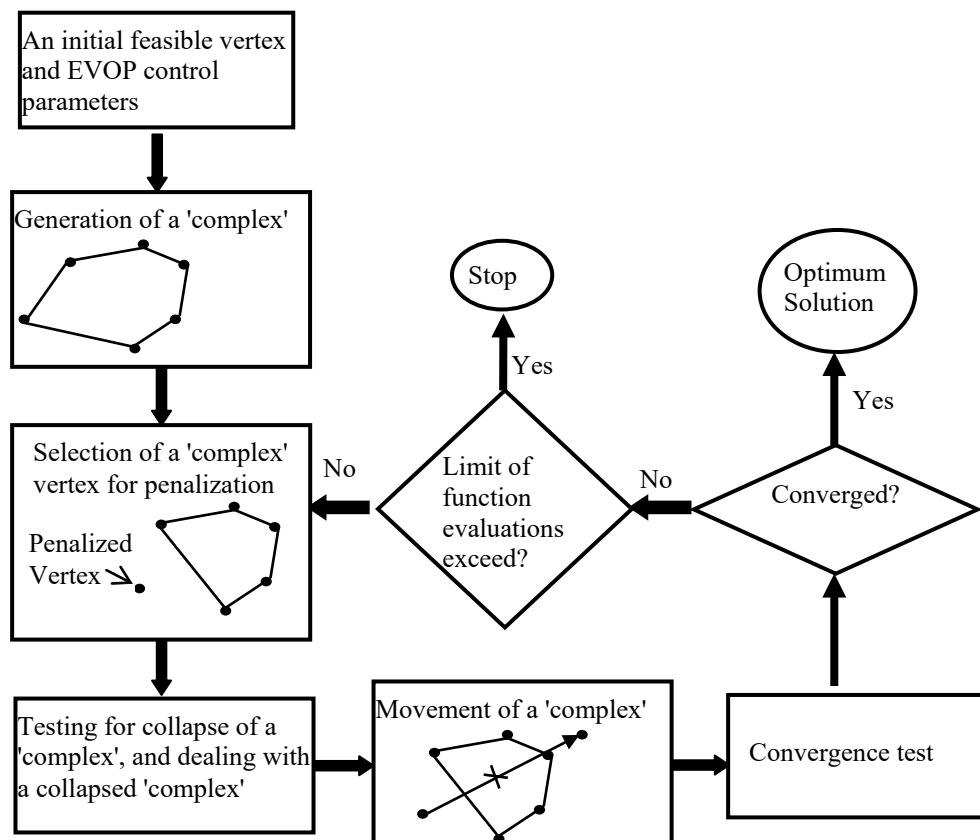 An initial feasible vertex
and EVOP control
parameters
Generation of a 'complex'
Stop
Optimum
Solution
Yes
Yes
Selection of a 'complex'
vertex for penalization
Penalized
Vertex
No
Limit of
function
evaluations
exceed?
No
Converged?
Testing for collapse of a
'complex', and dealing with
a collapsed 'complex'
Movement of a 'complex'
Convergence test